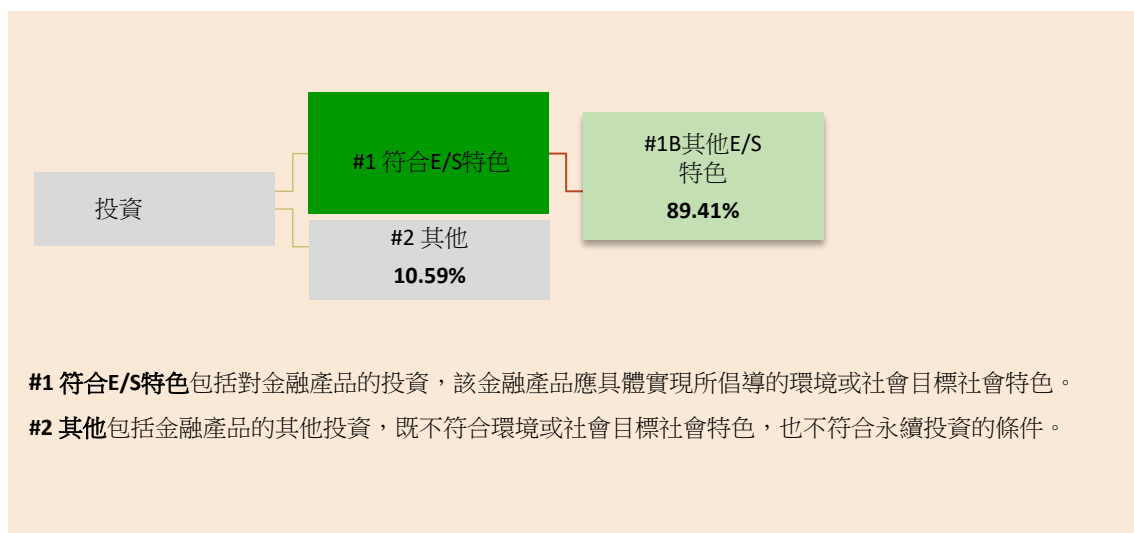 投資
#1 符合E/S特色
#1B其他E/S
特色
89.41%
#2 其他
10.59%
#1 符合E/S特色包括對金融產品的投資，該金融產品應具體實現所倡導的環境或社會目標社會特色。
#2 其他包括金融產品的其他投資，既不符合環境或社會目標社會特色，也不符合永續投資的條件。